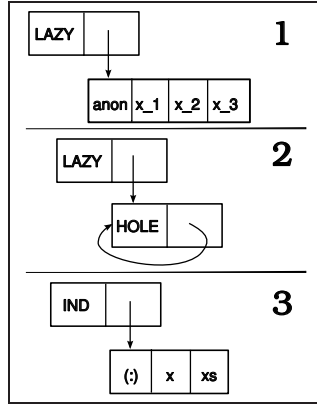 LAZY 1
anon x_1 x_2 x_3
2
LAZY
HOLE
IND 3
(:) x xs